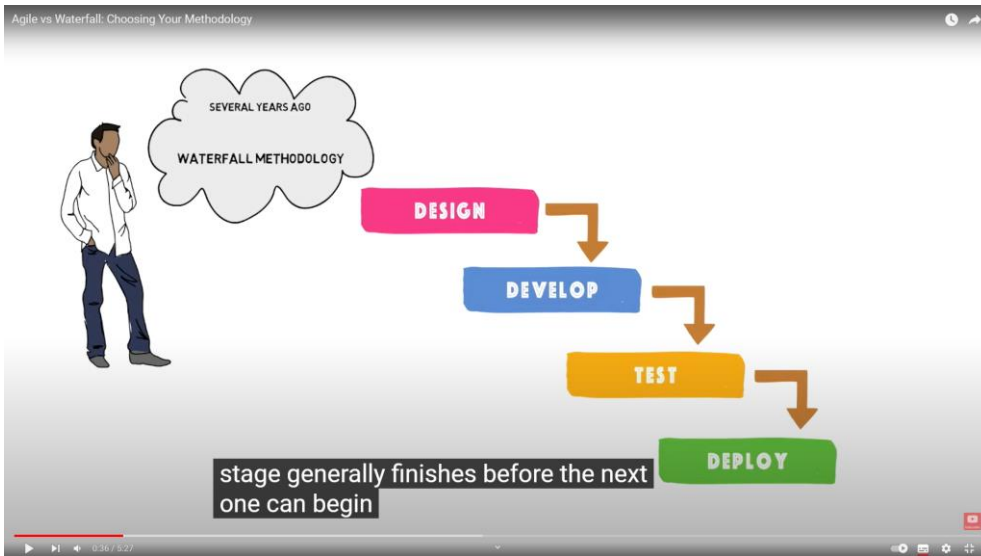 Agile vs Waterfall: Choosing Your Methodology
SEVERAL YEARS AGO
WATERFALL METHODOLOGY
DESIGN
DEVELOP
TEST
DEPLOY
stage generally finishes before the next
one can begin
0:36 / 5:27